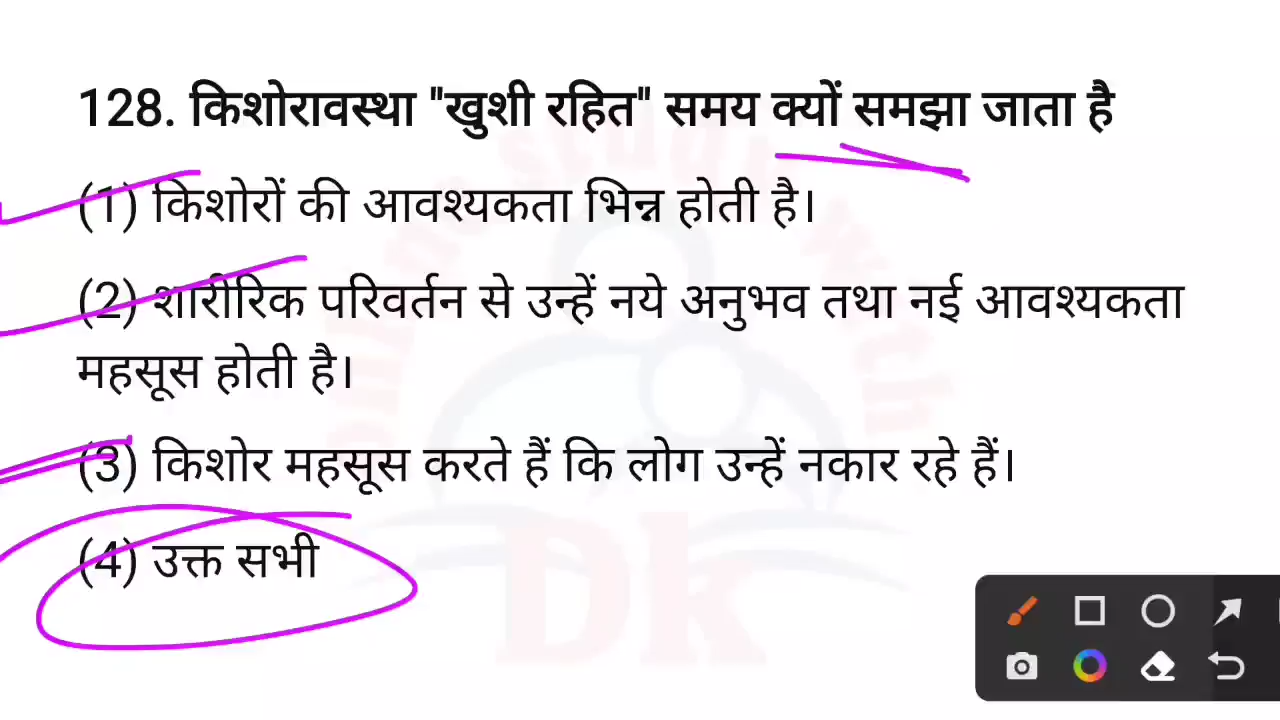 128. किशोरावस्था "खुशी रहित" समय क्यों समझा जाता है
(1) किशोरों की आवश्यकता भिन्न होती है।
(2) शारीरिक परिवर्तन से उन्हें नये अनुभव तथा नई आवश्यकता
महसूस होती है।
(3) किशोर महसूस करते हैं कि लोग उन्हें नकार रहे हैं।
(4) उक्त सभी
Dk